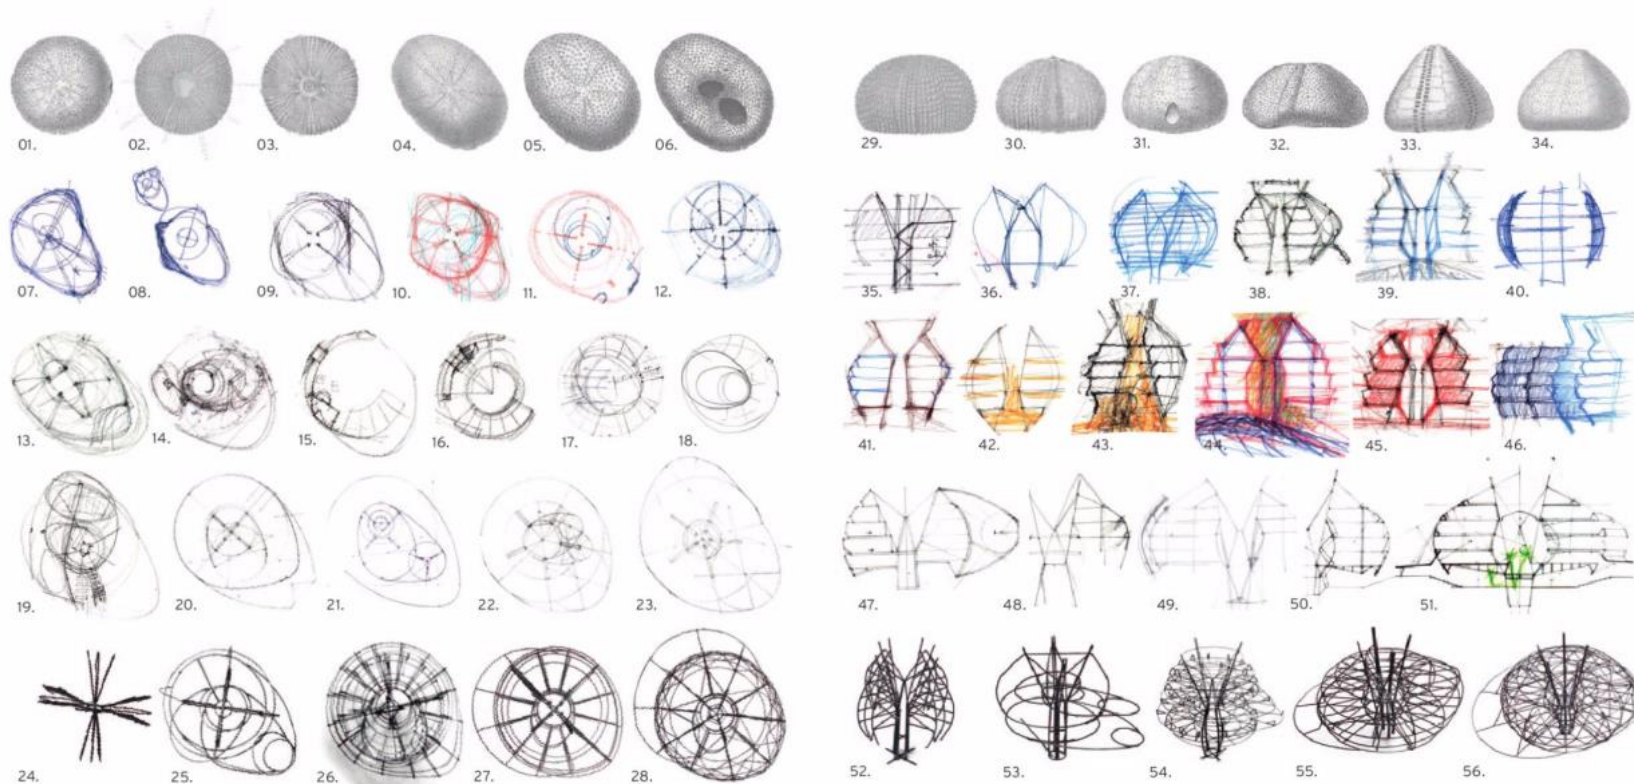 01. 02. 03. 04. 05. 06. 29. 30. 31. 32. 33. 34.
07. 08. 09. 10. 11. 12. 35. 36. 37. 38. 39. 40.
13. 14. 15. 16. 17. 18. 41. 42. 43. 44. 45. 46.
19. 20. 21. 22. 23. 47. 48. 49. 50. 51.
24. 25. 26. 27. 28. 52. 53. 54. 55. 56.